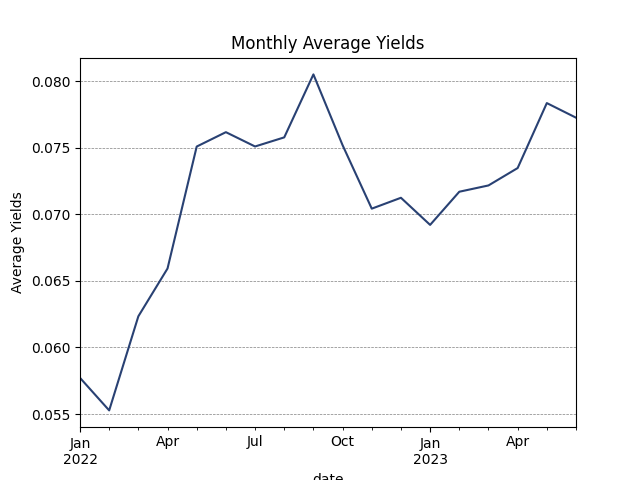 Monthly Average Yields
0.080
0.075
0.070
0.065
0.060
0.055
Average Yields
Jan
2022
Apr
Jul
Oct
Jan
2023
Apr
date